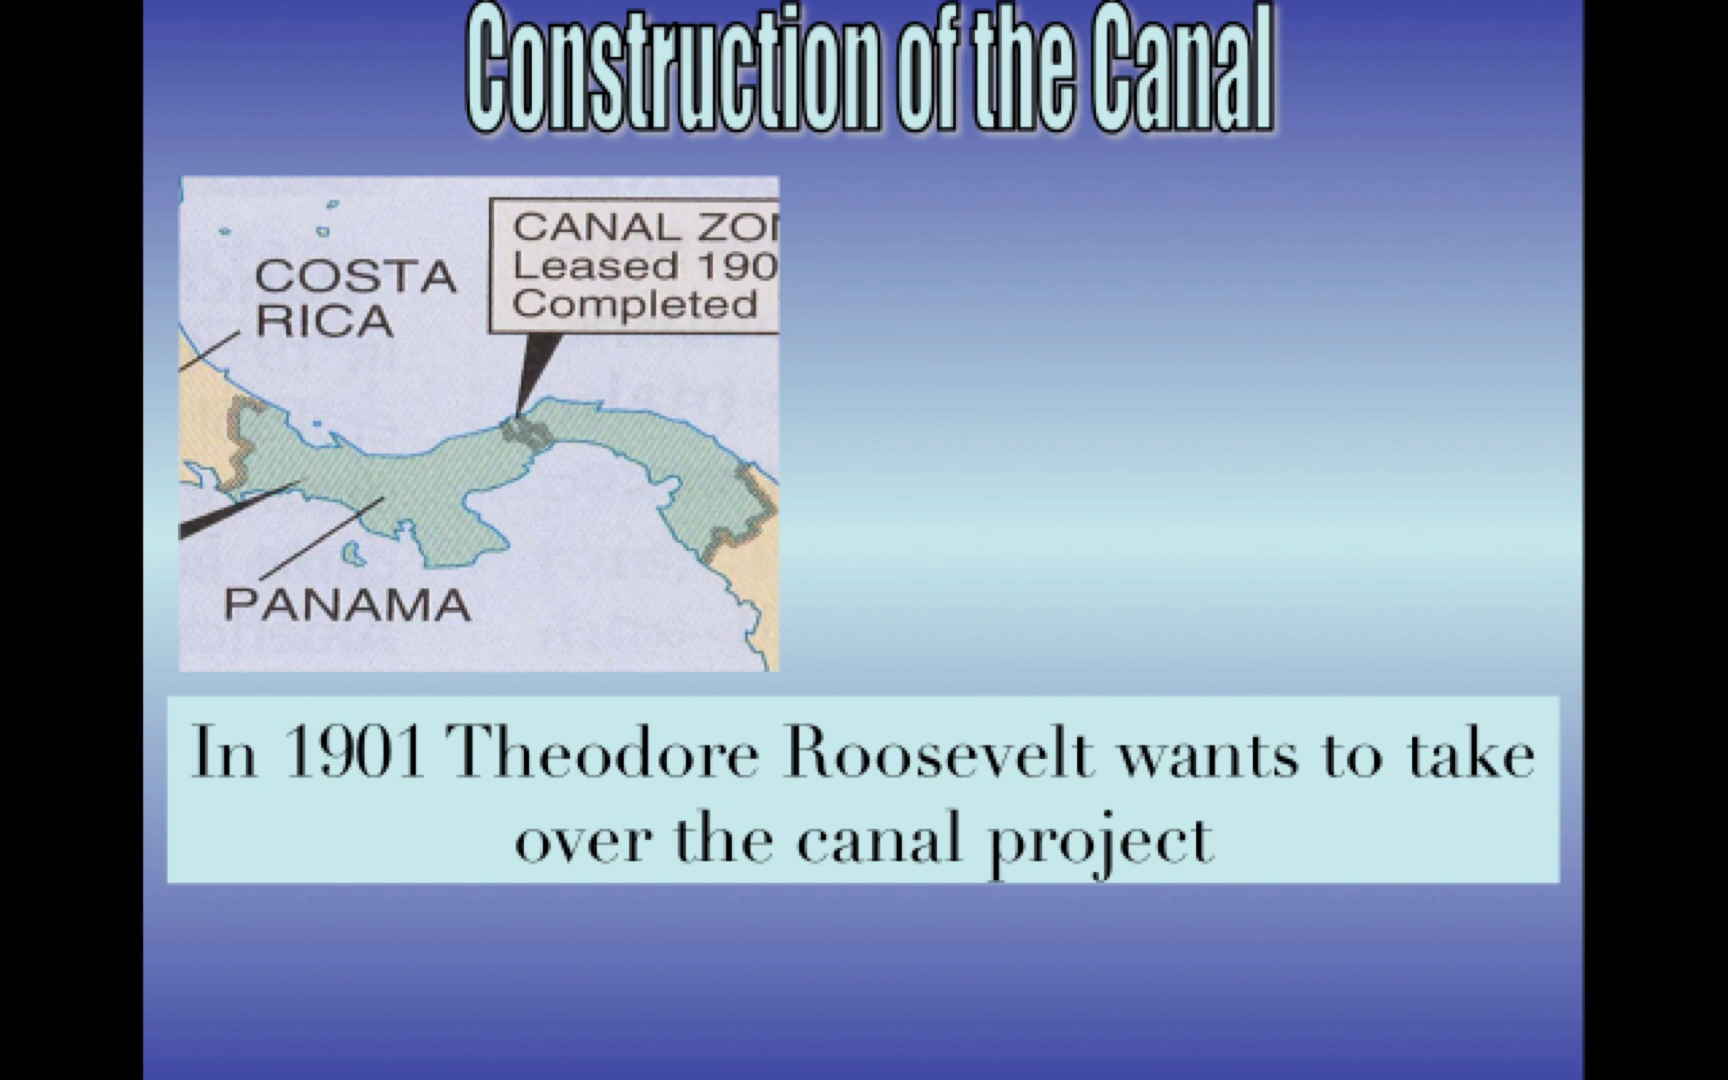 Construction of the Canal
CANAL ZON
Leased 190
Completed
COSTA
RICA
PANAMA
In 1901 Theodore Roosevelt wants to take
over the canal project